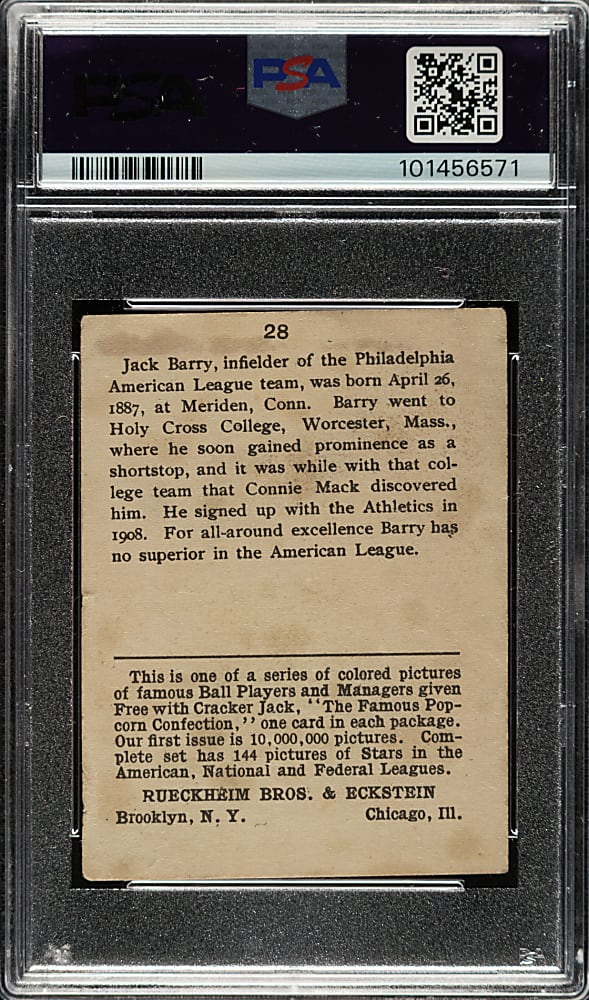 PSA
PSA
101456571
28
Jack Barry, infielder of the Philadelphia
American League team, was born April 26,
1887, at Meriden, Conn. Barry went to
Holy Cross College, Worcester, Mass.,
where he soon gained prominence as a
shortstop, and it was while with that col-
lege team that Connie Mack discovered
him. He signed up with the Athletics in
1908. For all-around excellence Barry has
no superior in the American League.
This is one of a series of colored pictures
of famous Ball Players and Managers given
Free with Cracker Jack, "The Famous Pop-
corn Confection," one card in each package.
Our first issue is 10,000,000 pictures. Com-
plete set has 144 pictures of Stars in the
American, National and Federal Leagues.
RUECKHEIM BROS. & ECKSTEIN
Brooklyn, N. Y. Chicago, Ill.